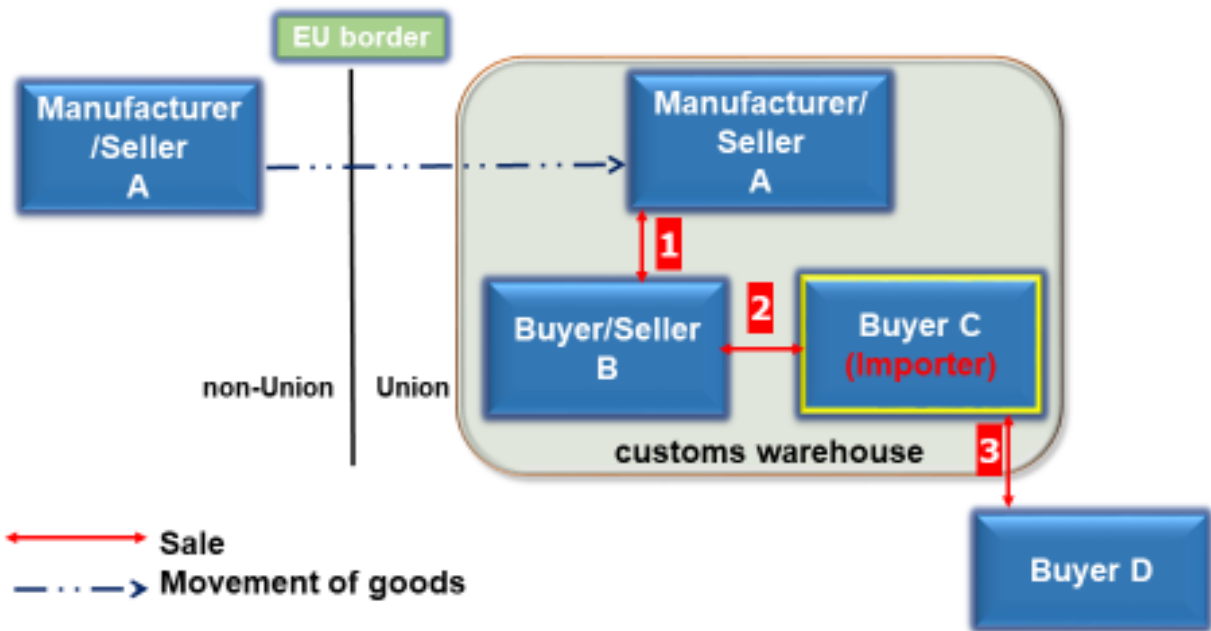 EU border
Manufacturer
/Seller
A
Manufacturer/
Seller
A
1
Buyer/Seller
B
2
Buyer C
(Importer)
non-Union
Union
customs warehouse
3
Sale
Movement of goods
Buyer D